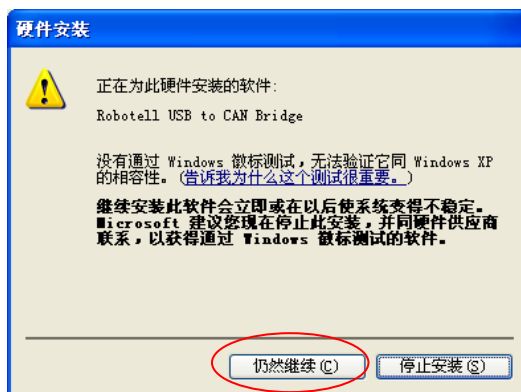 硬件安装
正在为此硬件安装的软件:
Robotell USB to CAN Bridge
没有通过 Windows 徽标测试，无法验证它同 Windows XP
的相容性。(告诉我为什么这个测试很重要。)
继续安装此软件会立即或在以后使系统变得不稳定。
Microsoft 建议您现在停止此安装，并同硬件供应商
联系，以获得通过 Windows 徽标测试的软件。
仍然继续(C) 停止安装(S)